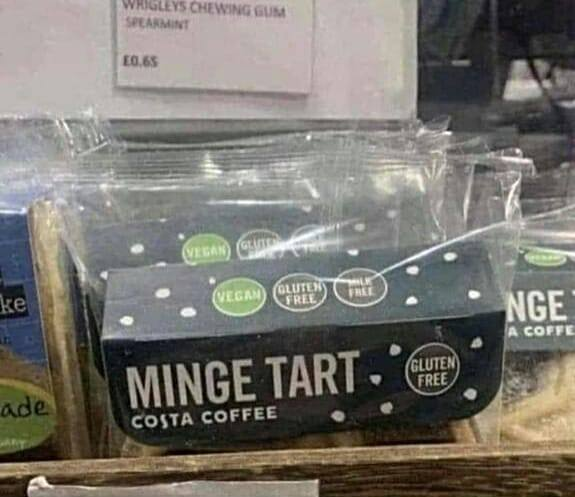 WRIGLEYS CHEWING GUM
SPEARMINT
£0.65
VEGAN GLUTEN
VEGAN GLUTEN FREE MILK FREE
MINGE TART GLUTEN FREE
COSTA COFFEE
ke
ade
NGE
A COFFE